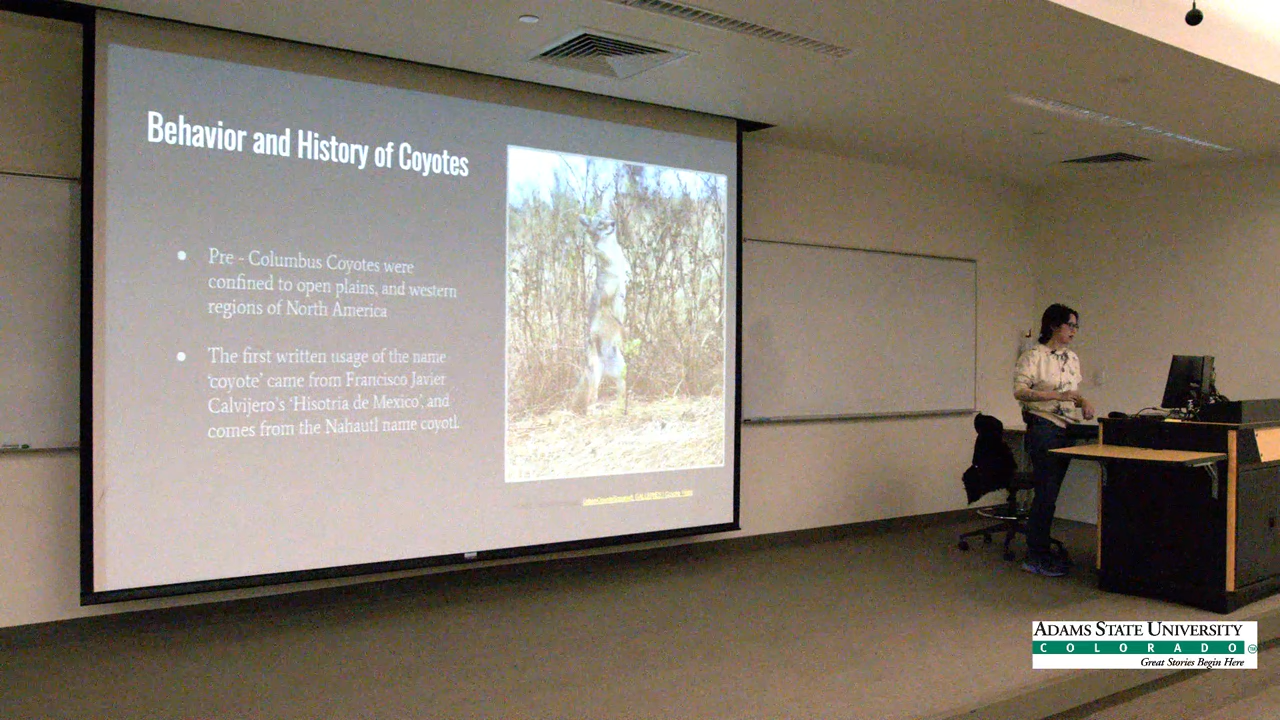 Behavior and History of Coyotes
Pre - Columbus Coyotes were
confined to open plains, and western
regions of North America
The first written usage of the name
'coyote' came from Francisco Javier
Calvijero's 'Hisotria de Mexico', and
comes from the Nahautl name coyotl.
ADAMS STATE UNIVERSITY
COLORADO
Great Stories Begin Here